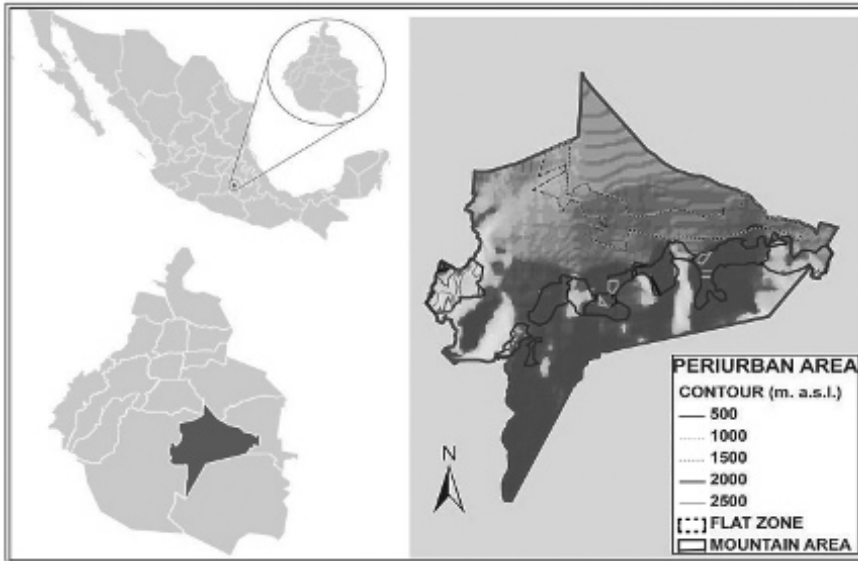 N
PERIURBAN AREA
CONTOUR (m. a.s.l.)
500
1000
1500
2000
2500
FLAT ZONE
MOUNTAIN AREA